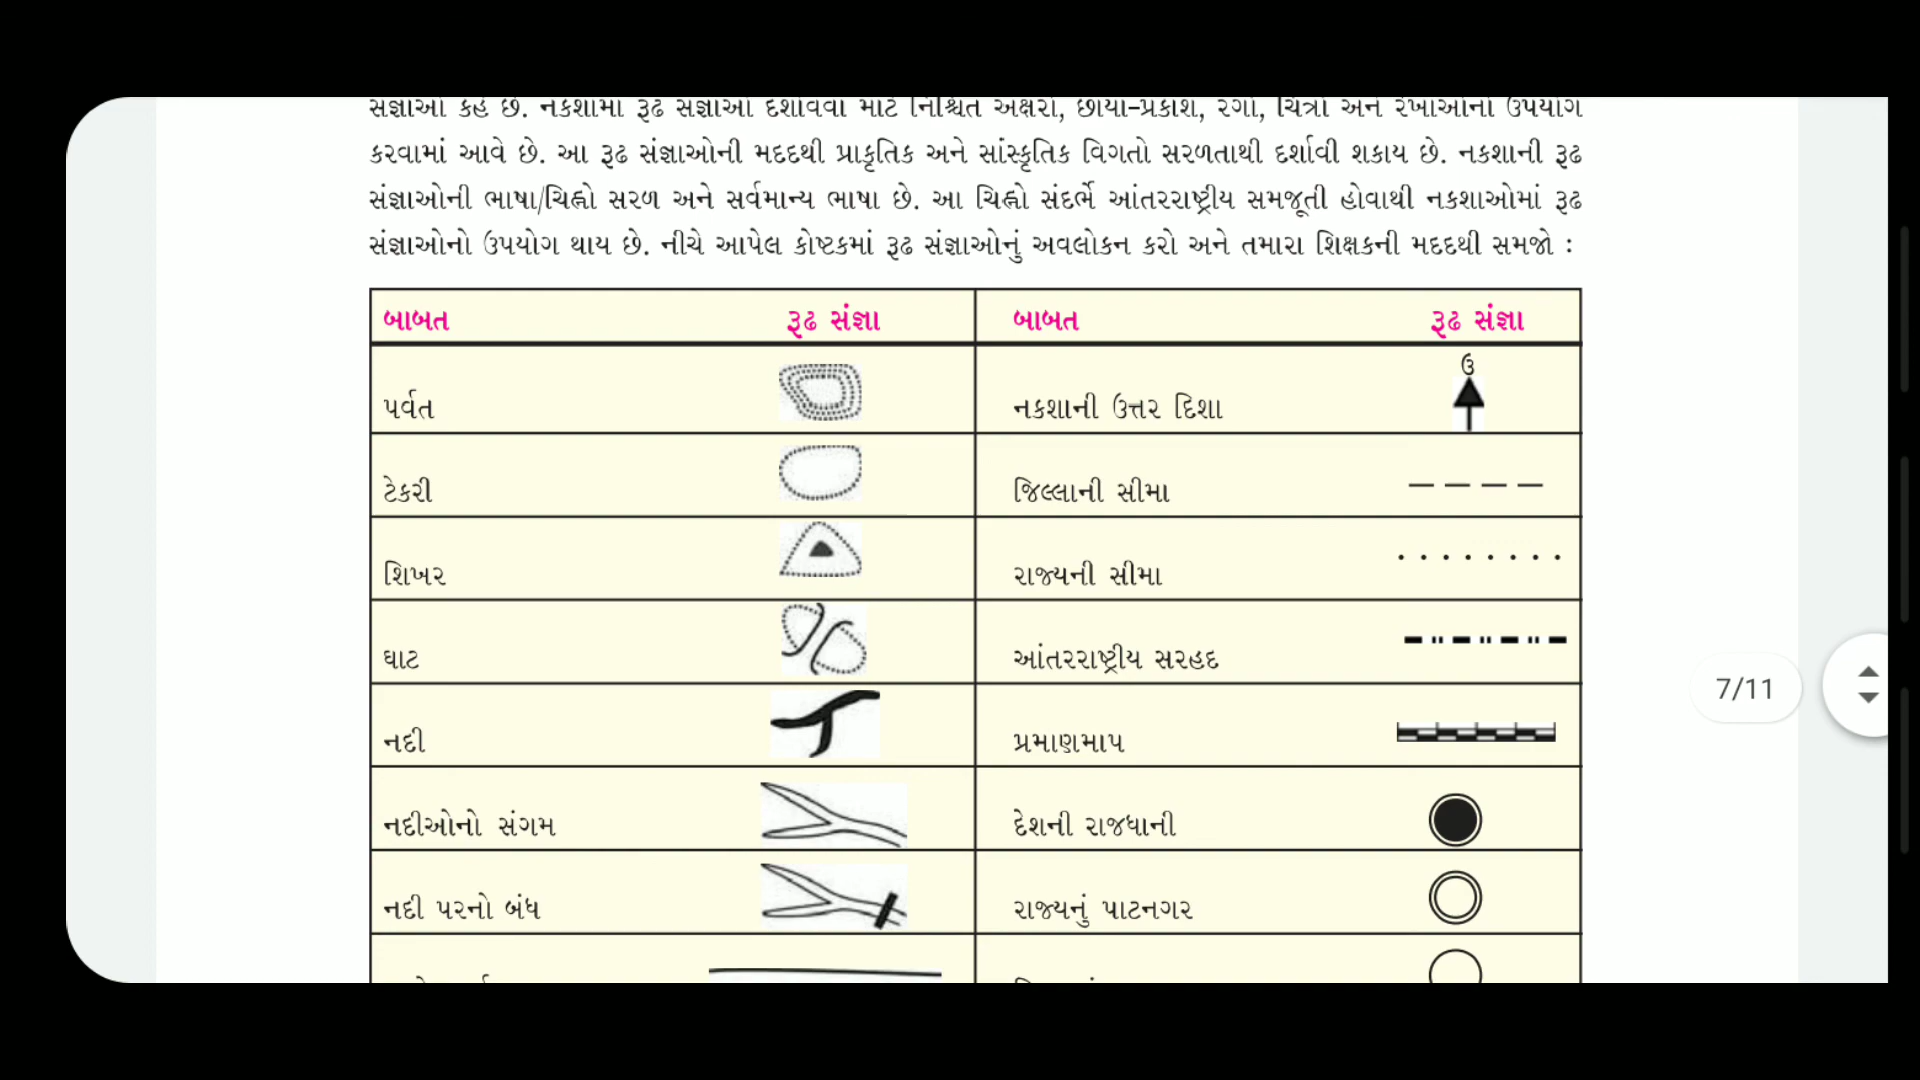 સંજ્ઞાઓ કહે છે. નકશામાં રૂઢ સંજ્ઞાઓ દર્શાવવા માટે નિશ્ચિત અક્ષરો, છાયા-પ્રકાશ, રંગો, ચિત્રો અને રેખાઓનો ઉપયોગ
કરવામાં આવે છે. આ રૂઢ સંજ્ઞાઓની મદદથી પ્રાકૃતિક અને સાંસ્કૃતિક વિગતો સરળતાથી દર્શાવી શકાય છે. નકશાની રૂઢ
સંજ્ઞાઓની ભાષા/ચિહ્નો સરળ અને સર્વમાન્ય ભાષા છે. આ ચિહ્નો સંદર્ભે આંતરરાષ્ટ્રીય સમજૂતી હોવાથી નકશાઓમાં રૂઢ
સંજ્ઞાઓનો ઉપયોગ થાય છે. નીચે આપેલ કોષ્ટકમાં રૂઢ સંજ્ઞાઓનું અવલોકન કરો અને તમારા શિક્ષકની મદદથી સમજો :
બાબત રૂઢ સંજ્ઞા બાબત રૂઢ સંજ્ઞા
ઉ
પર્વત નકશાની ઉત્તર દિશા
ટેકરી જિલ્લાની સીમા
શિખર રાજ્યની સીમા
ઘાટ આંતરરાષ્ટ્રીય સરહદ
7/11
નદી પ્રમાણમાપ
નદીઓનો સંગમ દેશની રાજધાની
નદી પરનો બંધ રાજ્યનું પાટનગર